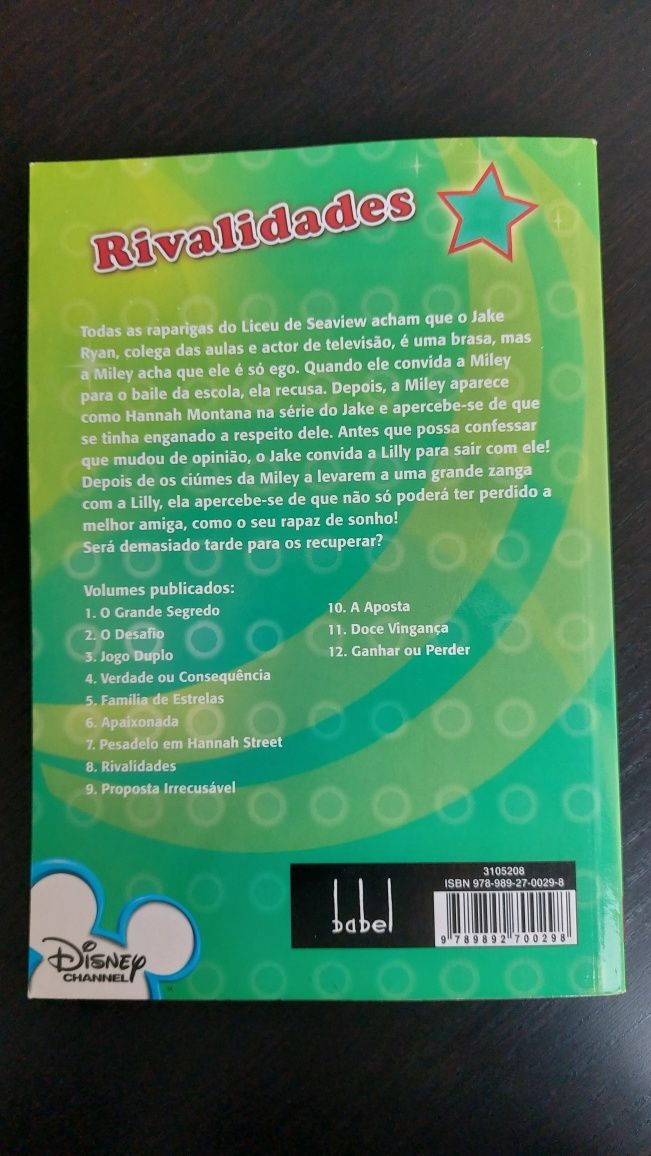 Rivalidades
Todas as raparigas do Liceu de Seaview acham que o Jake
Ryan, colega das aulas e actor de televisão, é uma brasa, mas
a Miley acha que ele é só ego. Quando ele convida a Miley
para o baile da escola, ela recusa. Depois, a Miley aparece
como Hannah Montana na série do Jake e apercebe-se de que
se tinha enganado a respeito dele. Antes que possa confessar
que mudou de opinião, o Jake convida a Lilly para sair com ele!
Depois de os ciúmes da Miley a levarem a uma grande zanga
com a Lilly, ela apercebe-se de que não só poderá ter perdido a
melhor amiga, como o seu rapaz de sonho!
Será demasiado tarde para os recuperar?
Volumes publicados:
1. O Grande Segredo
2. O Desafio
3. Jogo Duplo
4. Verdade ou Consequência
5. Família de Estrelas
6. Apaixonada
7. Pesadelo em Hannah Street
8. Rivalidades
9. Proposta Irrecusável
10. A Aposta
11. Doce Vingança
12. Ganhar ou Perder
Disney
CHANNEL
babel
3105208
ISBN 978-989-27-0029-8
9 789892 700298